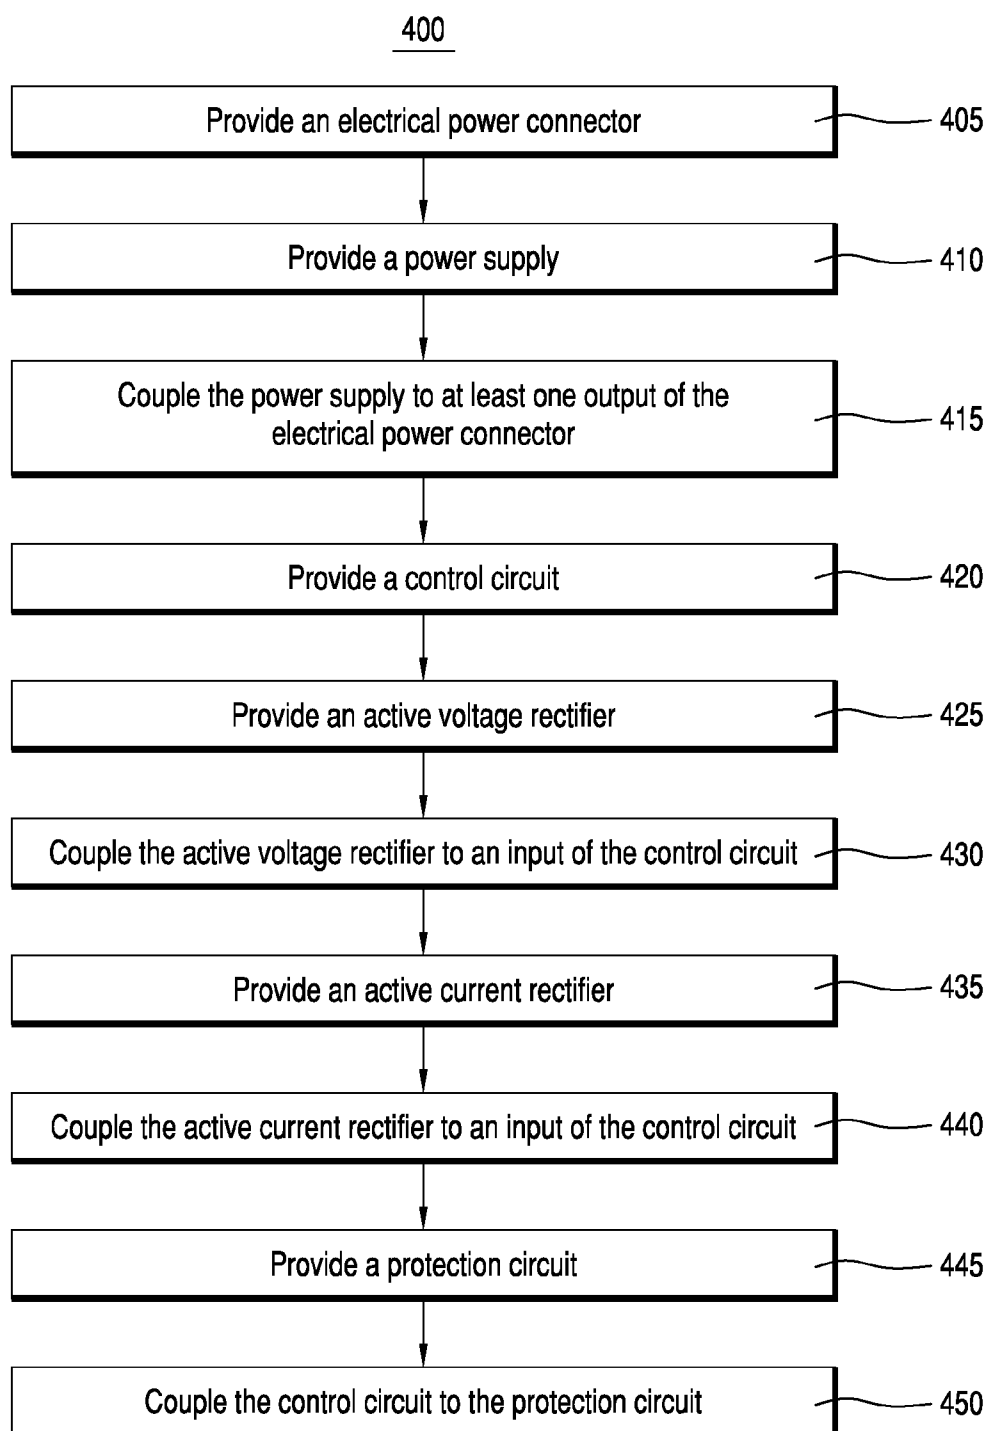 400
Provide an electrical power connector
405
Provide a power supply
410
Couple the power supply to at least one output of the
electrical power connector
415
Provide a control circuit
420
Provide an active voltage rectifier
425
Couple the active voltage rectifier to an input of the control circuit
430
Provide an active current rectifier
435
Couple the active current rectifier to an input of the control circuit
440
Provide a protection circuit
445
Couple the control circuit to the protection circuit
450